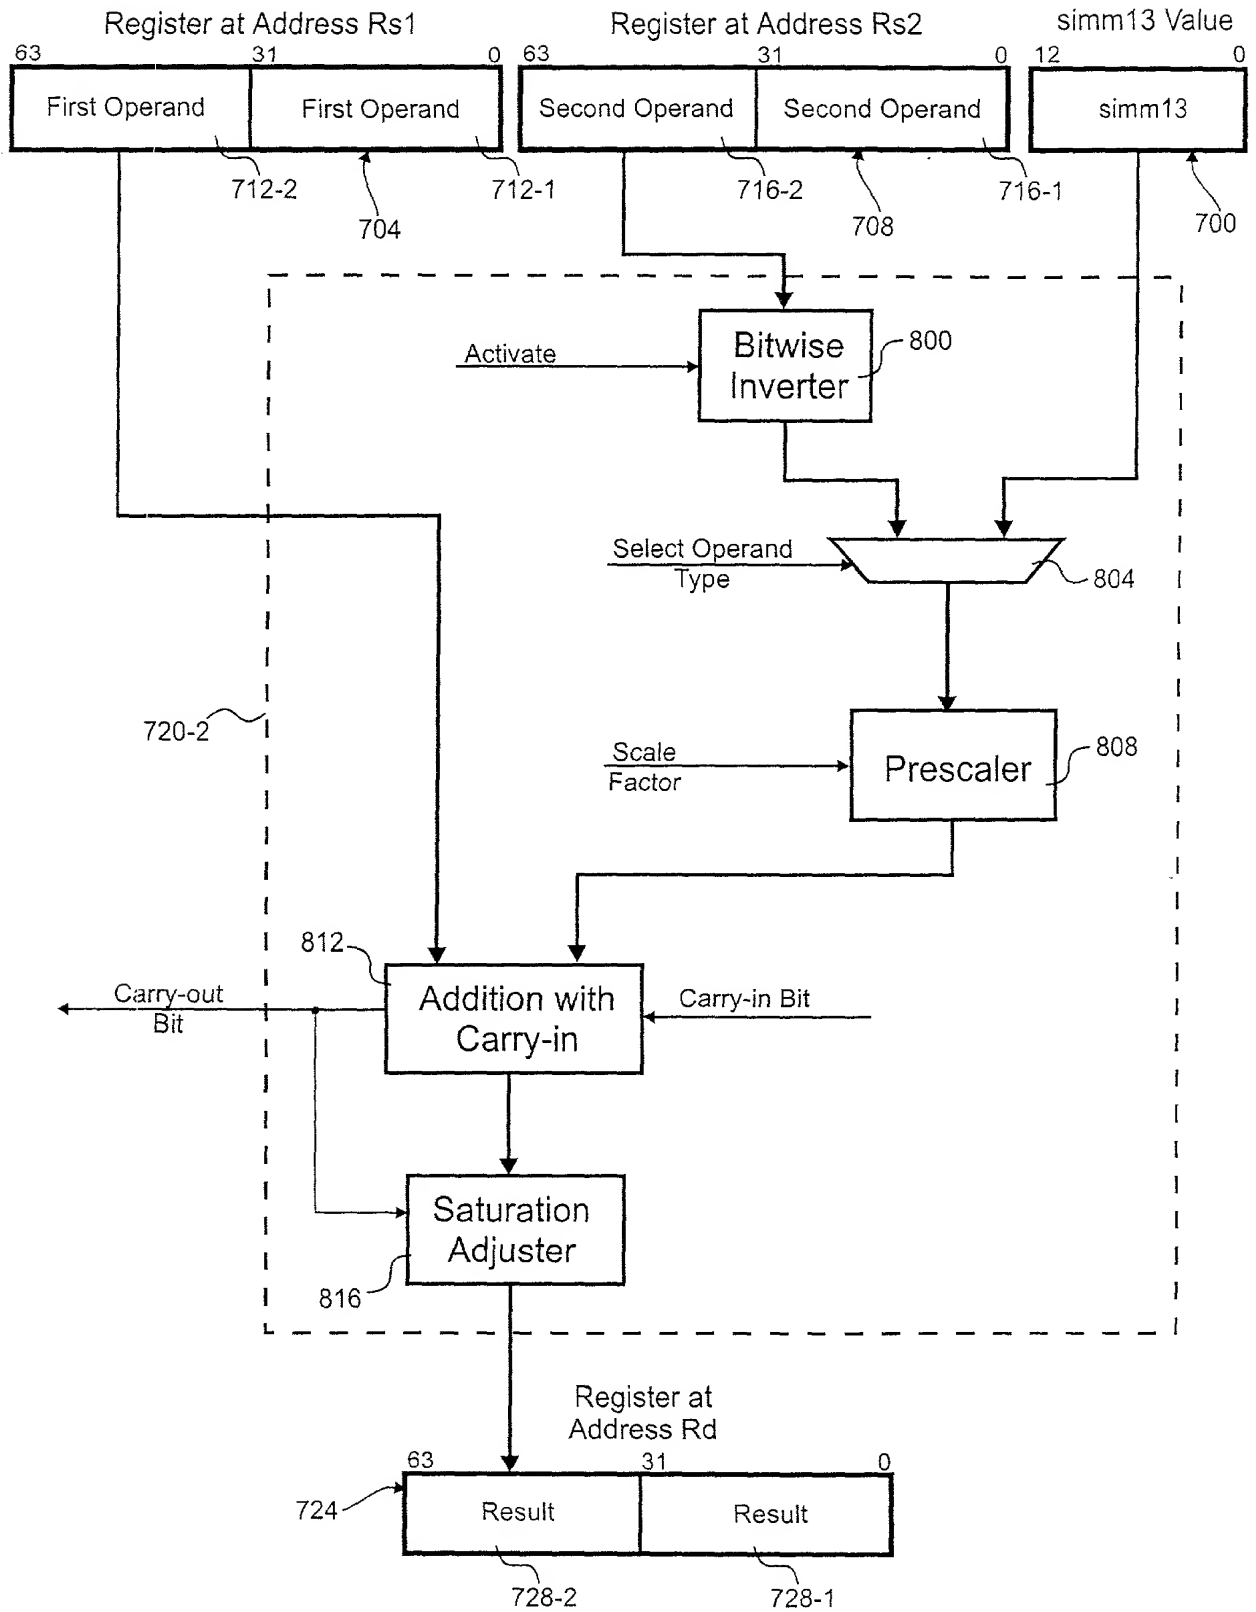 Register at Address Rs1
Register at Address Rs2
simm13 Value
63
31
0
63
31
0
12
0
First Operand
First Operand
Second Operand
Second Operand
simm13
712-2
712-1
716-2
716-1
704
708
700
Activate
Bitwise
Inverter
800
Select Operand
Type
804
720-2
Scale
Factor
Prescaler
808
812
Carry-out
Bit
Addition with
Carry-in
Carry-in Bit
Saturation
Adjuster
816
Register at
Address Rd
63
31
0
724
Result
Result
728-2
728-1